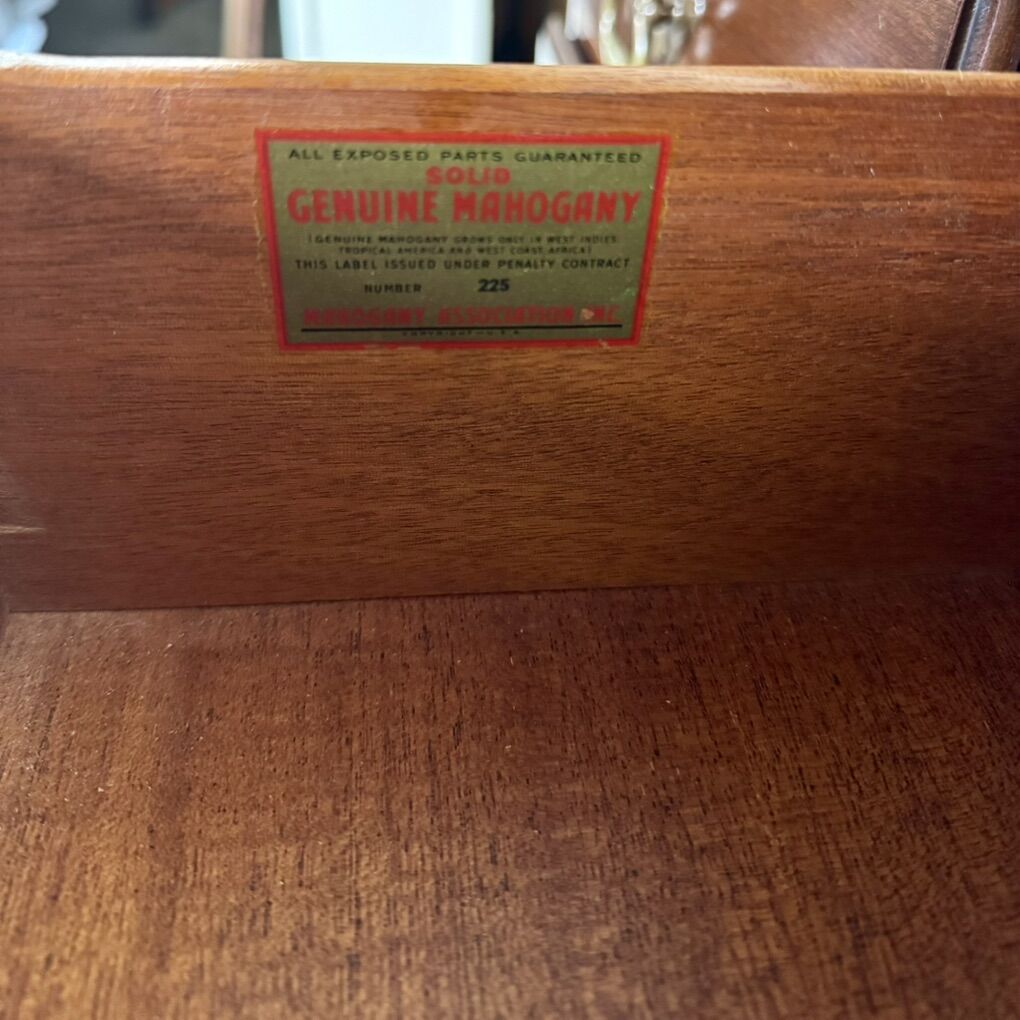 ALL EXPOSED PARTS GUARANTEED
SOLID
GENUINE MAHOGANY
(GENUINE MAHOGANY GROWS ONLY IN WEST INDIES
TROPICAL AMERICA AND WEST COAST AFRICA)
THIS LABEL ISSUED UNDER PENALTY CONTRACT
NUMBER 225
MAHOGANY ASSOCIATION INC.
COPYRIGHT U.S.A.